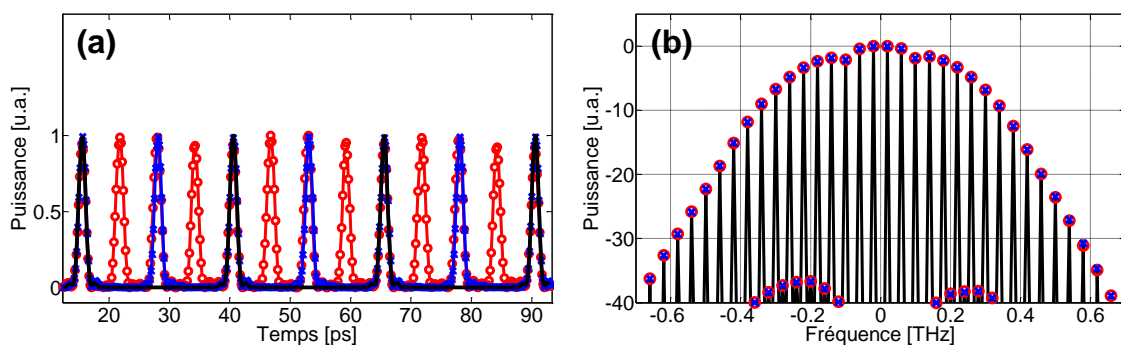 (a)
Puissance [u.a.]
1
0.5
0
20 30 40 50 60 70 80 90
Temps [ps]
(b)
Puissance [u.a.]
0
-10
-20
-30
-40
-0.6 -0.4 -0.2 0 0.2 0.4 0.6
Fréquence [THz]